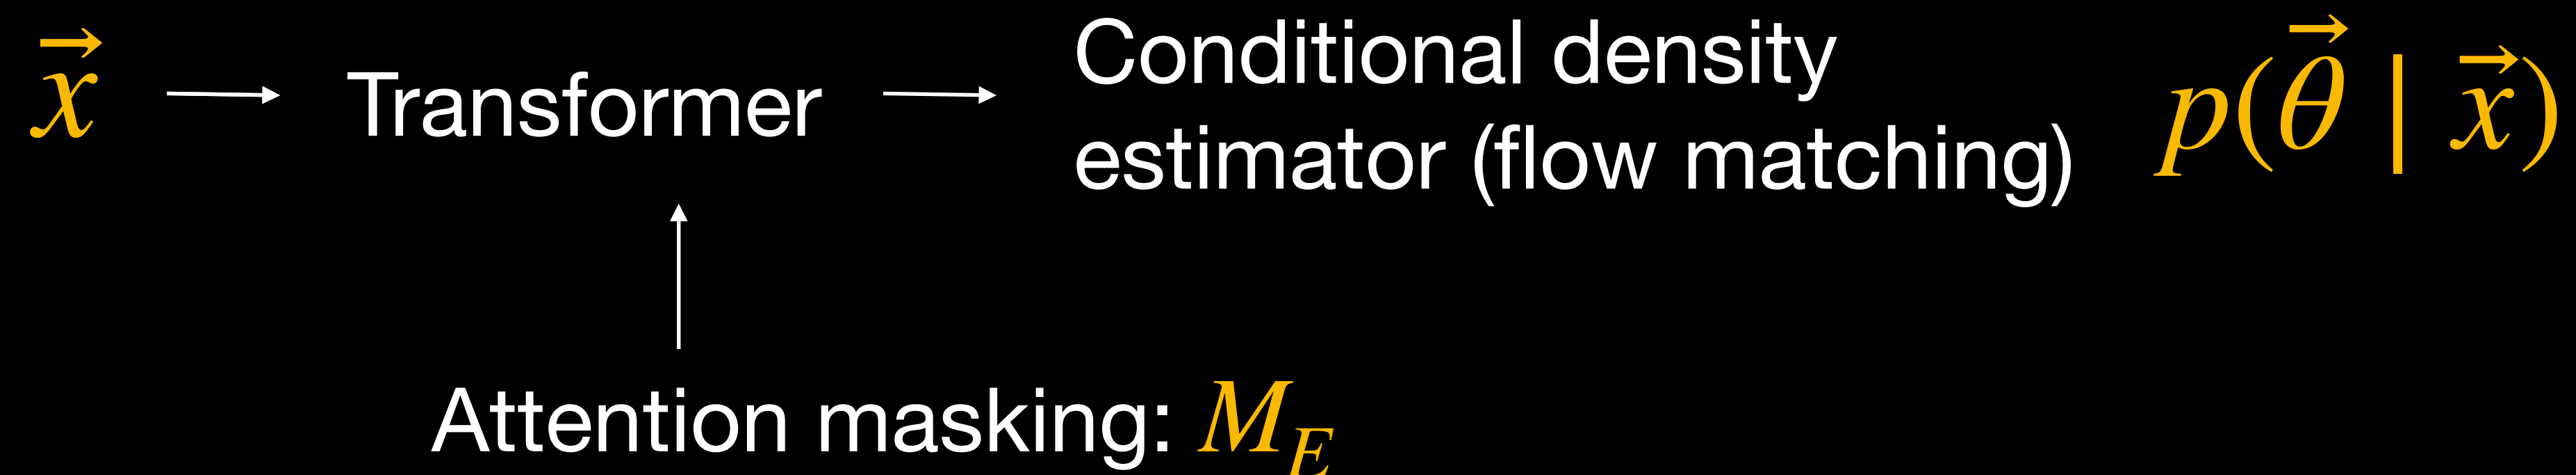 x⃗ → Transformer → Conditional density
estimator (flow matching) p(θ⃗ | x⃗)
Attention masking: M_E